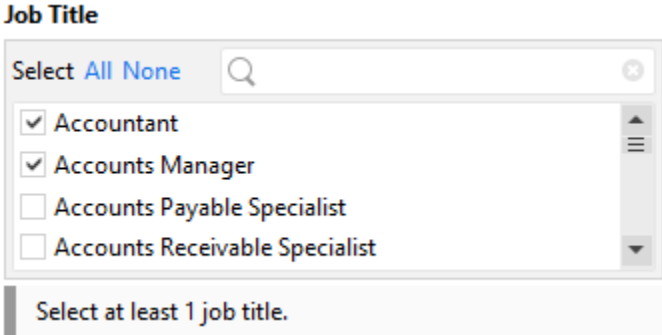 Job Title
Select All None
Accountant
Accounts Manager
Accounts Payable Specialist
Accounts Receivable Specialist
Select at least 1 job title.